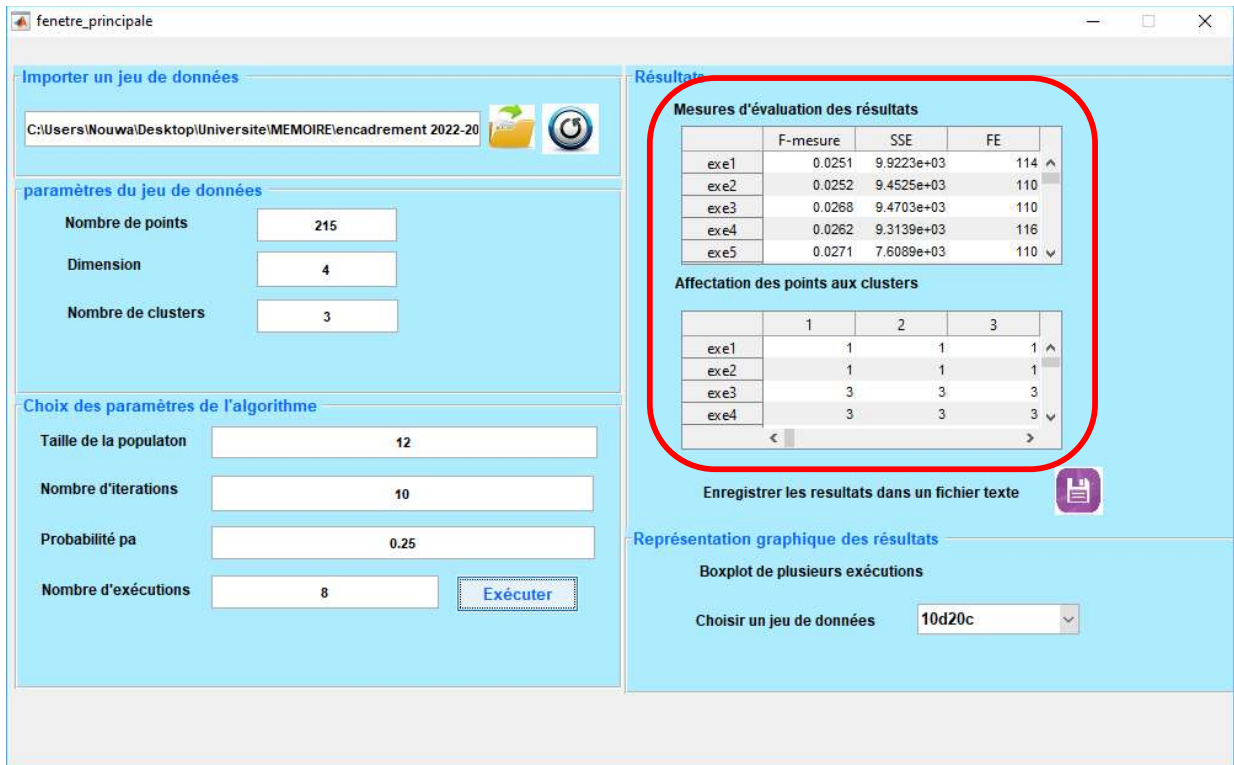 fenetre_principale
Importer un jeu de données
C:\Users\Nouwa\Desktop\Universite\MEMOIRE\encadrement 2022-20
paramètres du jeu de données
Nombre de points 215
Dimension 4
Nombre de clusters 3
Choix des paramètres de l'algorithme
Taille de la populaton 12
Nombre d'iterations 10
Probabilité pa 0.25
Nombre d'exécutions 8 Exécuter
Résultats
Mesures d'évaluation des résultats
F-mesure SSE FE
exe1 0.0251 9.9223e+03 114
exe2 0.0252 9.4525e+03 110
exe3 0.0268 9.4703e+03 110
exe4 0.0262 9.3139e+03 116
exe5 0.0271 7.6089e+03 110
Affectation des points aux clusters
1 2 3
exe1 1 1 1
exe2 1 1 1
exe3 3 3 3
exe4 3 3 3
Enregistrer les resultats dans un fichier texte
Représentation graphique des résultats
Boxplot de plusieurs exécutions
Choisir un jeu de données 10d20c